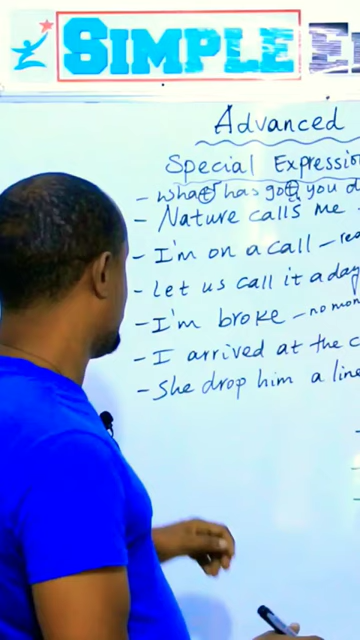 SIMPLE E
Advanced
Special Expressio
- what has got you d
- Nature calls me -
- I'm on a call - rea
- Let us call it a day
- I'm broke - no mon
- I arrived at the c
- She drop him a line